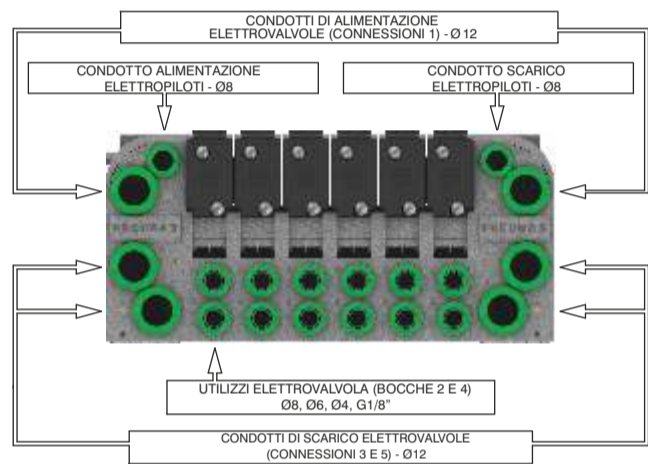 CONDOTTI DI ALIMENTAZIONE
ELETTROVALVOLE (CONNESSIONI 1) - Ø 12
CONDOTTO ALIMENTAZIONE
ELETTROPILOTI - Ø8
CONDOTTO SCARICO
ELETTROPILOTI - Ø8
UTILIZZI ELETTROVALVOLA (BOCCHE 2 E 4)
Ø8, Ø6, Ø4, G1/8”
CONDOTTI DI SCARICO ELETTROVALVOLE
(CONNESSIONI 3 E 5) - Ø12